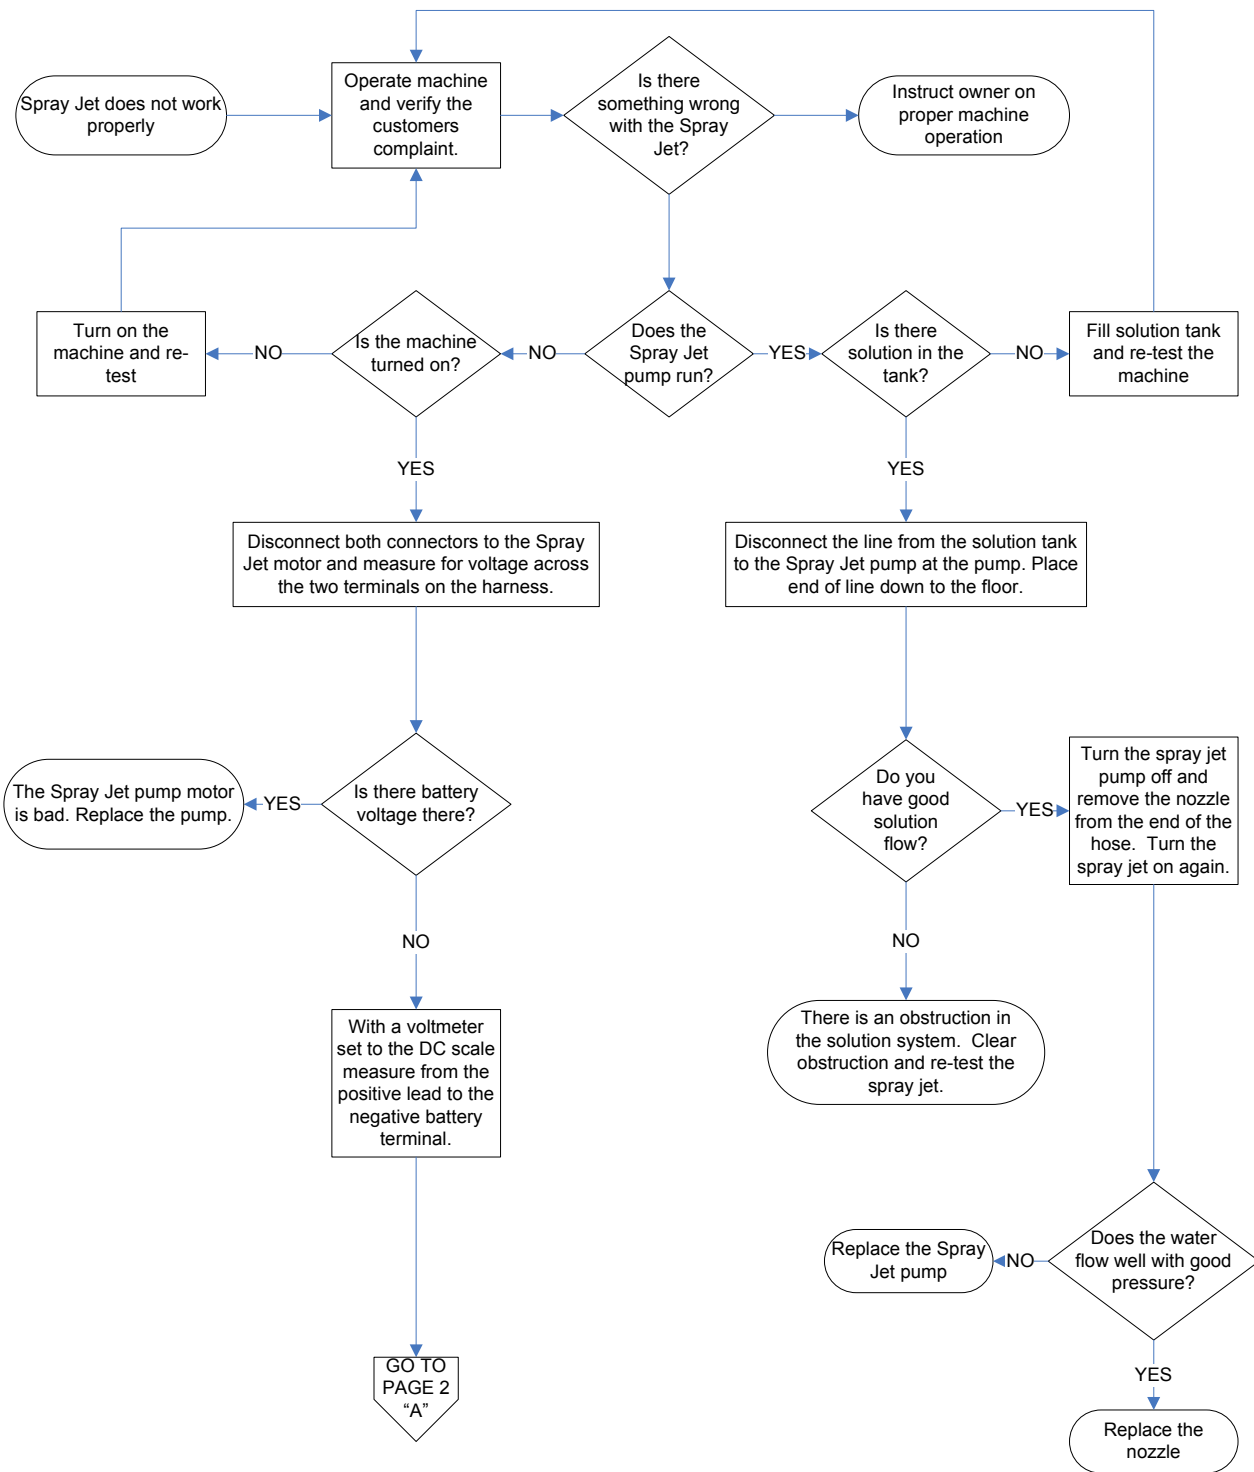 Spray Jet does not work
properly
Operate machine
and verify the
customers
complaint.
Is there
something wrong
with the Spray
Jet?
Instruct owner on
proper machine
operation
Turn on the
machine and re-
test
NO
Is the machine
turned on?
NO
Does the
Spray Jet
pump run?
YES
Is there
solution in the
tank?
NO
Fill solution tank
and re-test the
machine
YES
YES
Disconnect both connectors to the Spray
Jet motor and measure for voltage across
the two terminals on the harness.
Disconnect the line from the solution tank
to the Spray Jet pump at the pump. Place
end of line down to the floor.
The Spray Jet pump motor
is bad. Replace the pump.
YES
Is there battery
voltage there?
Do you
have good
solution
flow?
YES
Turn the spray jet
pump off and
remove the nozzle
from the end of the
hose.  Turn the
spray jet on again.
NO
NO
With a voltmeter
set to the DC scale
measure from the
positive lead to the
negative battery
terminal.
There is an obstruction in
the solution system.  Clear
obstruction and re-test the
spray jet.
Replace the Spray
Jet pump
NO
Does the water
flow well with good
pressure?
GO TO
PAGE 2
“A”
YES
Replace the
nozzle